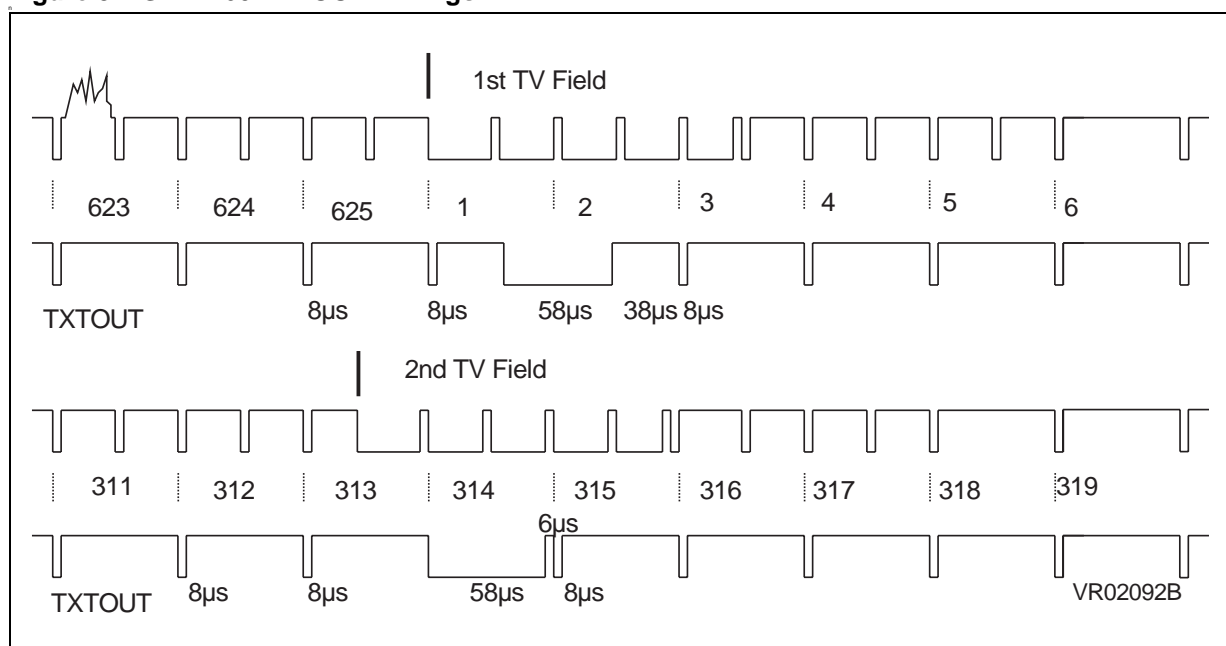 1st TV Field
623 624 625 1 2 3 4 5 6
8µs 8µs 58µs 38µs 8µs
TXTOUT
2nd TV Field
311 312 313 314 315 316 317 318 319
6µs
8µs 8µs 58µs 8µs
TXTOUT
VR02092B